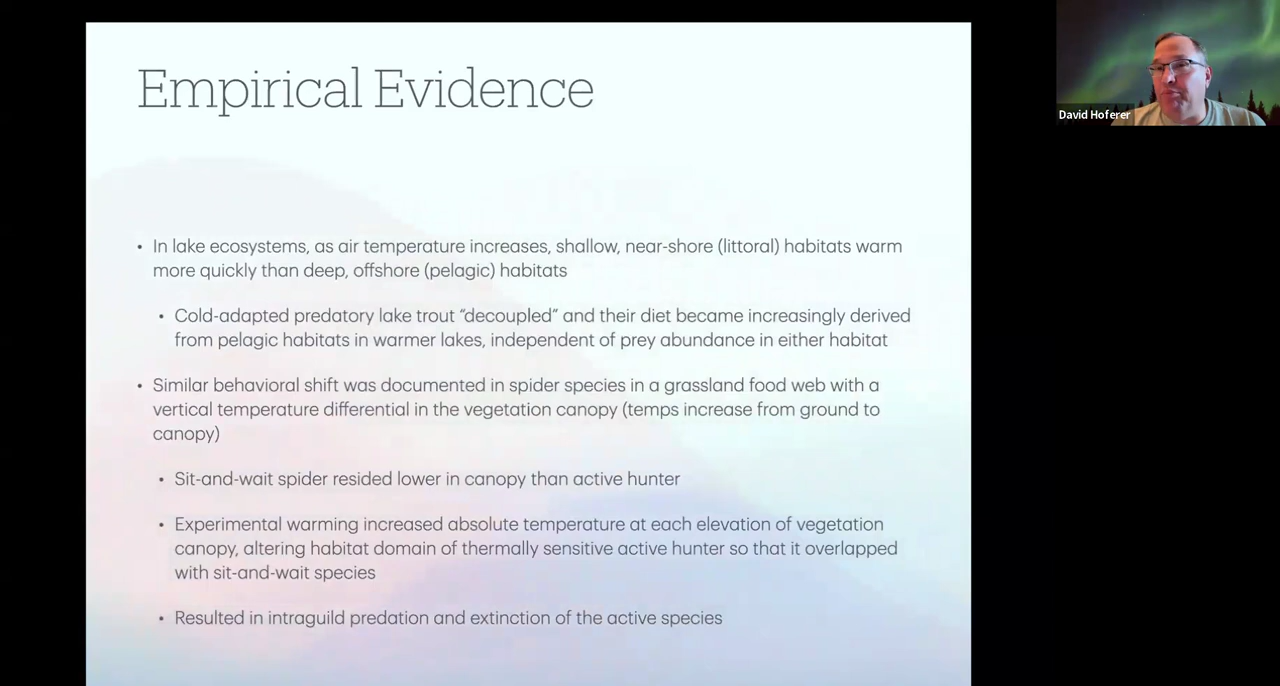 Empirical Evidence
David Hoferer
• In lake ecosystems, as air temperature increases, shallow, near-shore (littoral) habitats warm
more quickly than deep, offshore (pelagic) habitats
• Cold-adapted predatory lake trout “decoupled” and their diet became increasingly derived
from pelagic habitats in warmer lakes, independent of prey abundance in either habitat
• Similar behavioral shift was documented in spider species in a grassland food web with a
vertical temperature differential in the vegetation canopy (temps increase from ground to
canopy)
• Sit-and-wait spider resided lower in canopy than active hunter
• Experimental warming increased absolute temperature at each elevation of vegetation
canopy, altering habitat domain of thermally sensitive active hunter so that it overlapped
with sit-and-wait species
• Resulted in intraguild predation and extinction of the active species